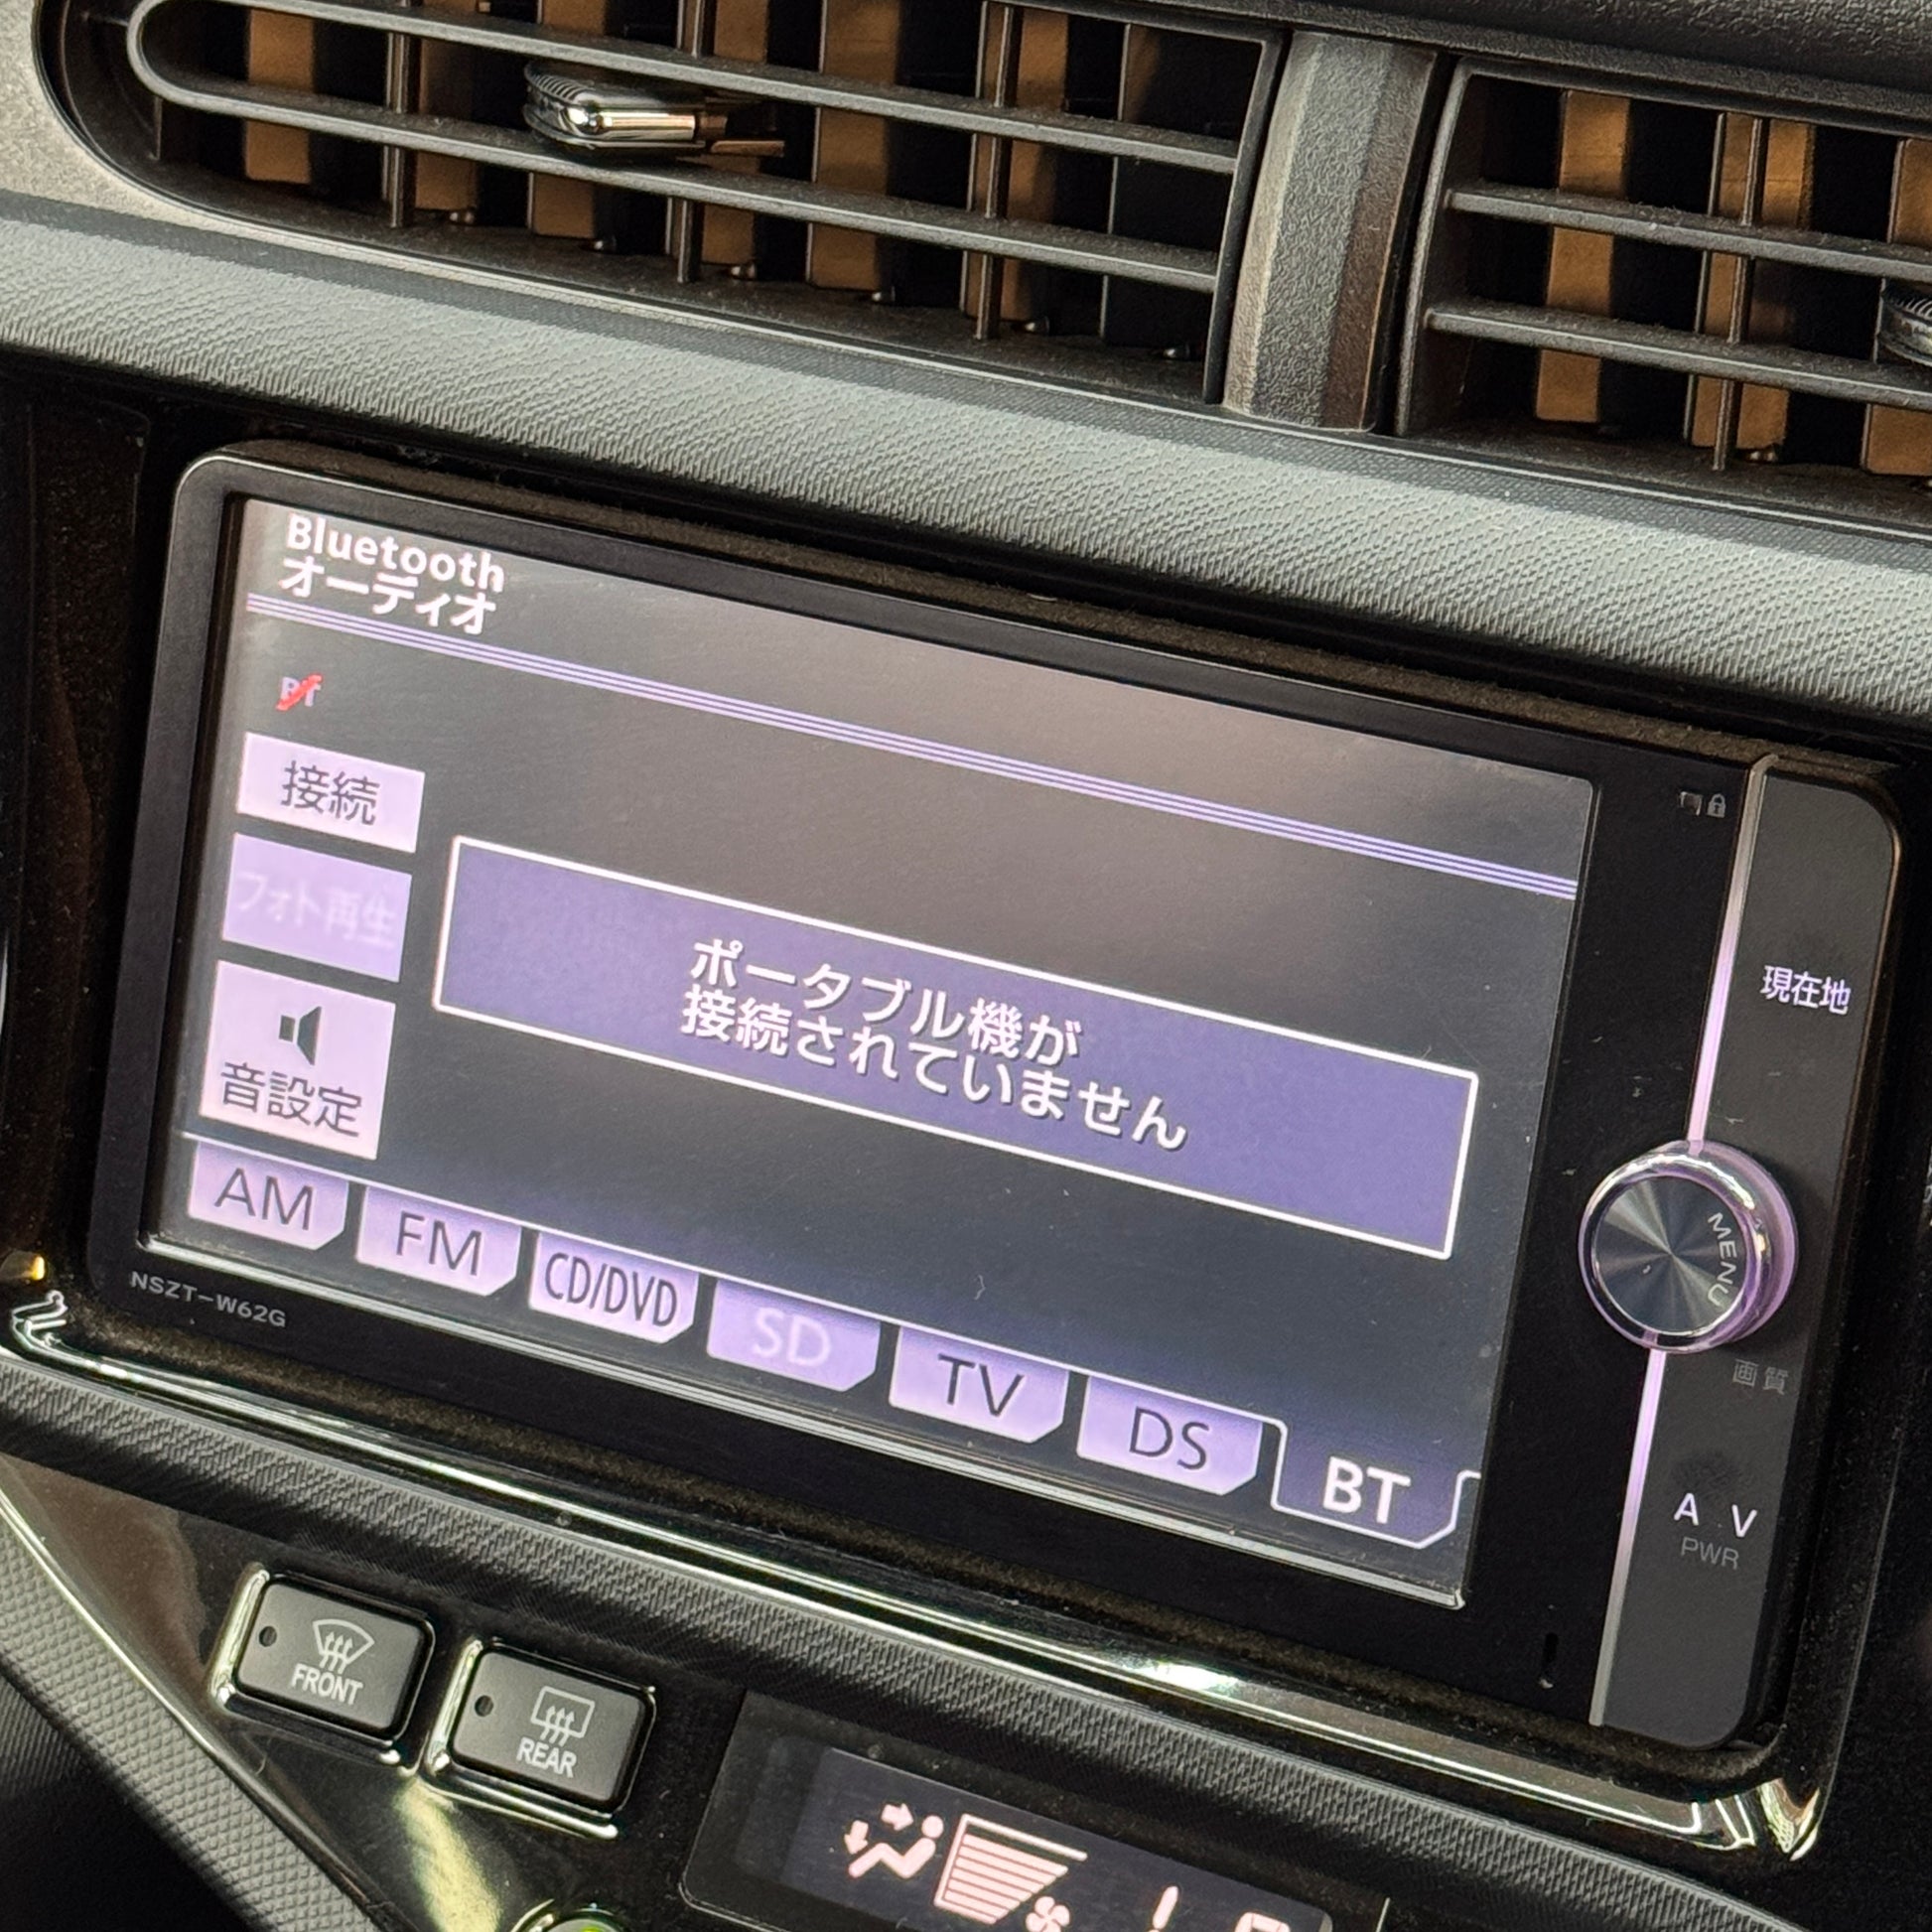 Bluetooth
オーディオ
BT
接続
フォト再生
音設定
ポータブル機が
接続されていません
AM
FM
CD/DVD
SD
TV
DS
BT
NSZT-W62G
現在地
MENU
画質
A V
PWR
FRONT
REAR